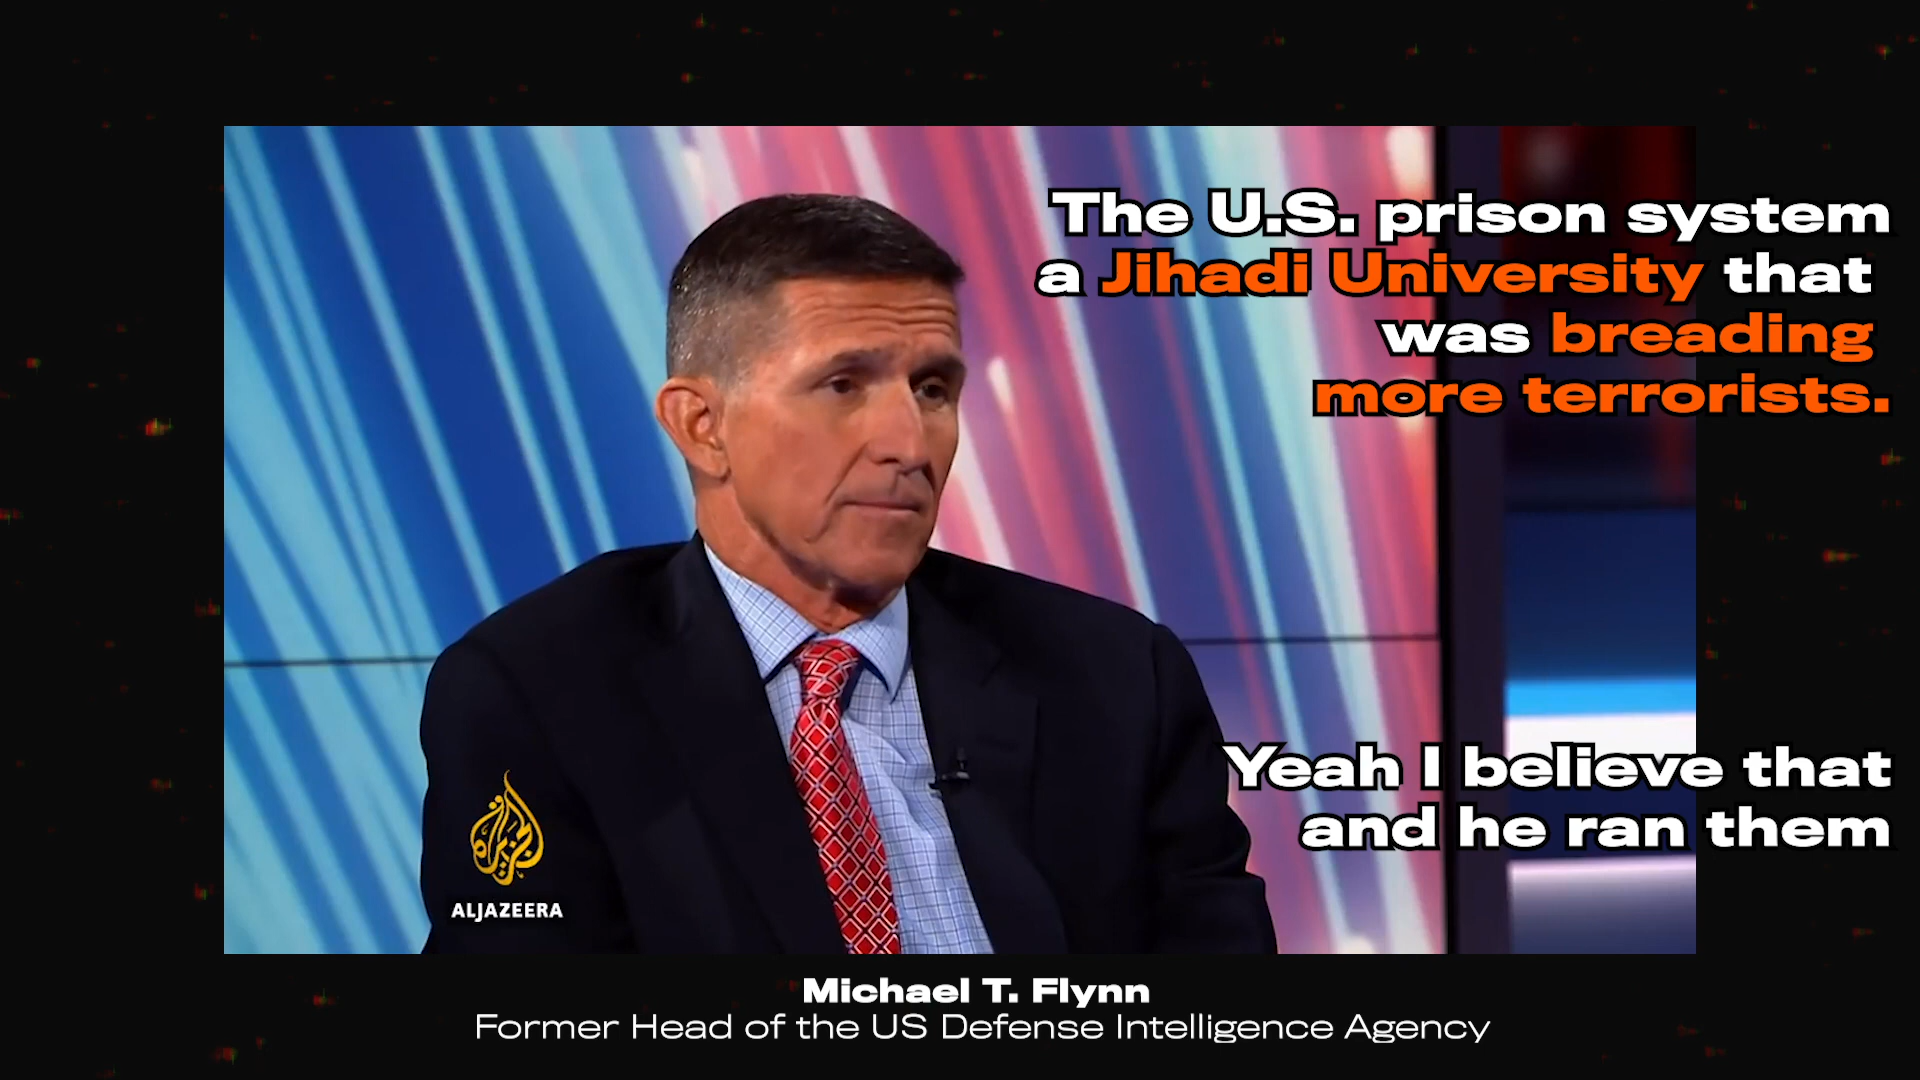 The U.S. prison system
a Jihadi University that
was breading
more terrorists.
Yeah I believe that
and he ran them
الجزيرة
ALJAZEERA
Michael T. Flynn
Former Head of the US Defense Intelligence Agency